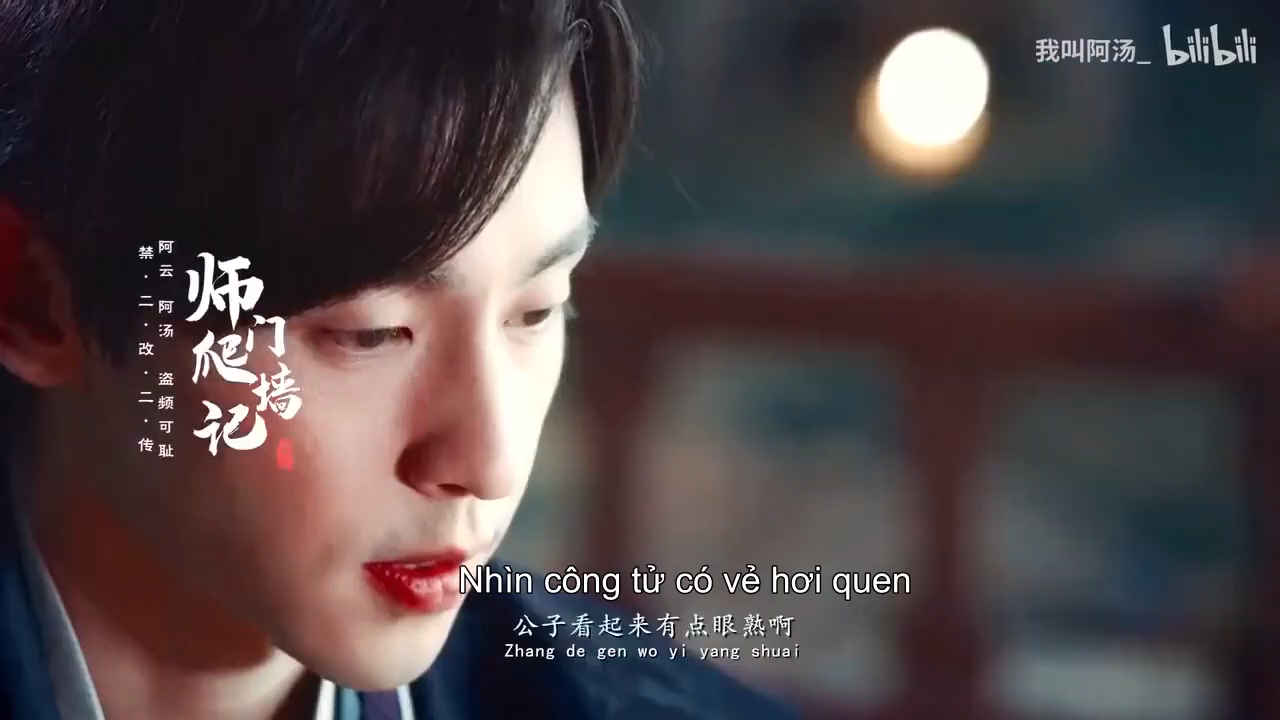 我叫阿汤_ bilibili
阿云 阿汤 盗频可耻
禁·二·改·二·传
师门爬墙记
Nhìn công tử có vẻ hơi quen
公子看起来有点眼熟啊
Zhang de gen wo yi yang shuai